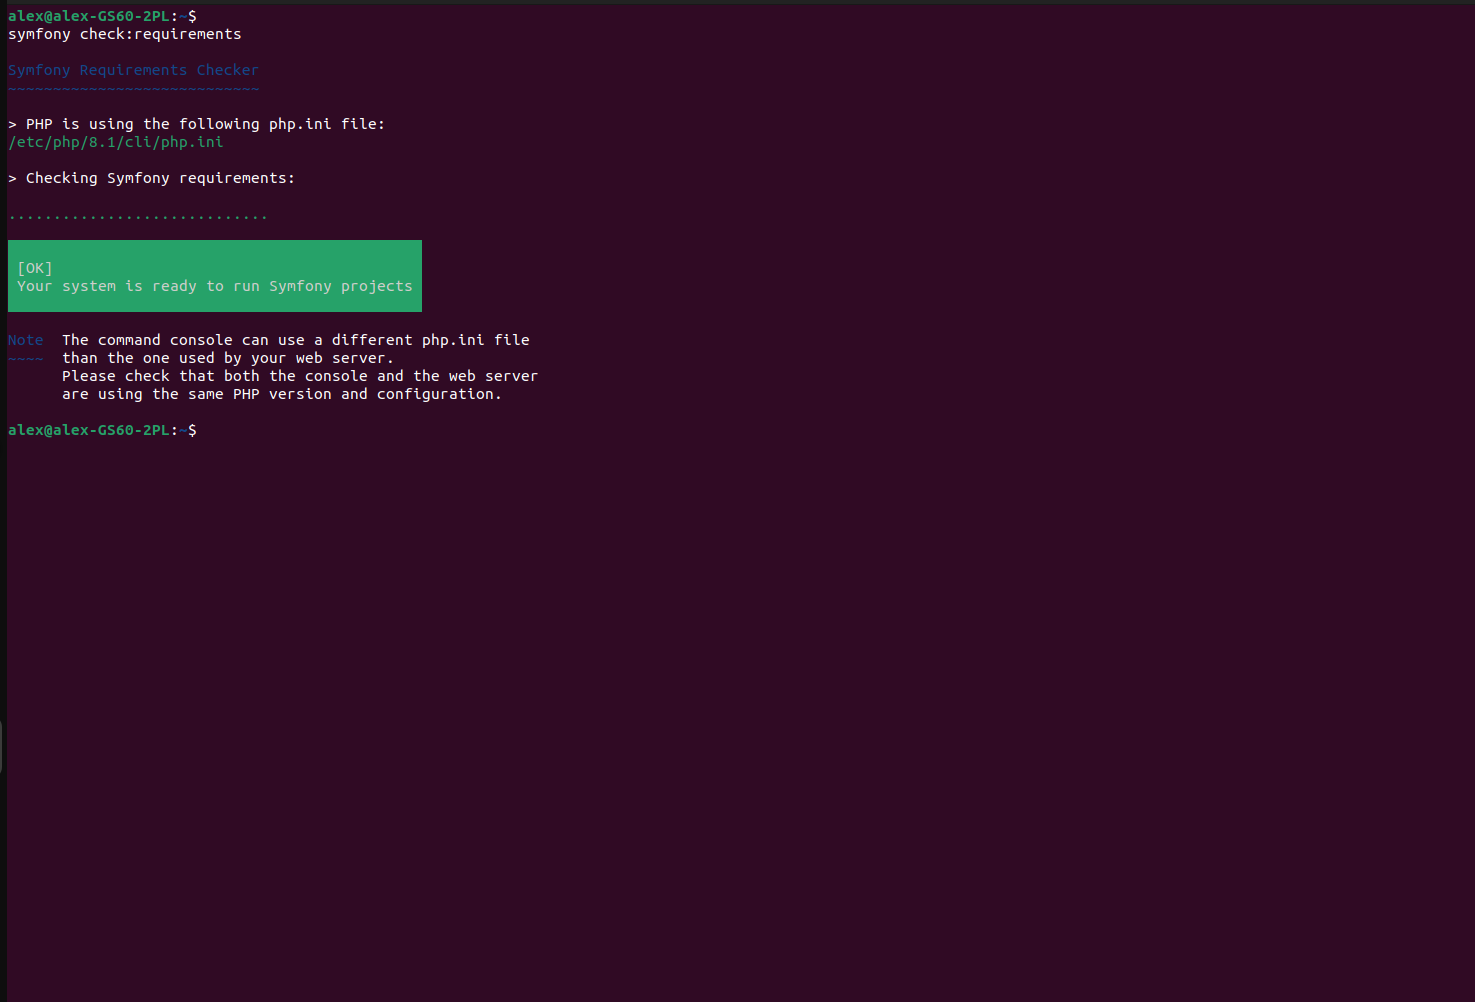 alex@alex-GS60-2PL:~$
symfony check:requirements
Symfony Requirements Checker
~~~~~~~~~~~~~~~~~~~~~~~~~~~~
> PHP is using the following php.ini file:
/etc/php/8.1/cli/php.ini
> Checking Symfony requirements:
.............................
[OK]
Your system is ready to run Symfony projects
Note  The command console can use a different php.ini file
~~~~  than the one used by your web server.
      Please check that both the console and the web server
      are using the same PHP version and configuration.
alex@alex-GS60-2PL:~$